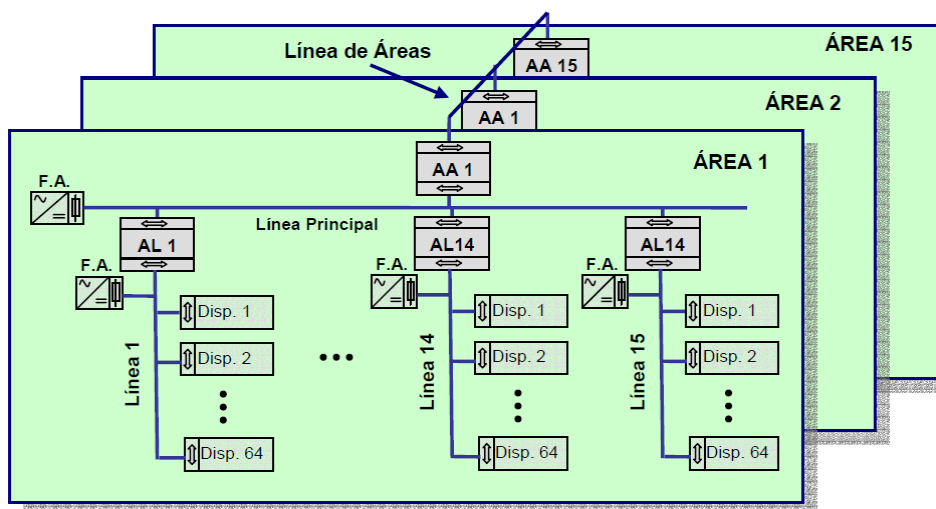 ÁREA 15
Línea de Áreas
AA 15
ÁREA 2
AA 1
ÁREA 1
AA 1
F.A.
Línea Principal
AL 1
AL14
AL14
F.A.
F.A.
F.A.
Línea 1
Disp. 1
Disp. 2
Disp. 64
Línea 14
Disp. 1
Disp. 2
Disp. 64
Línea 15
Disp. 1
Disp. 2
Disp. 64